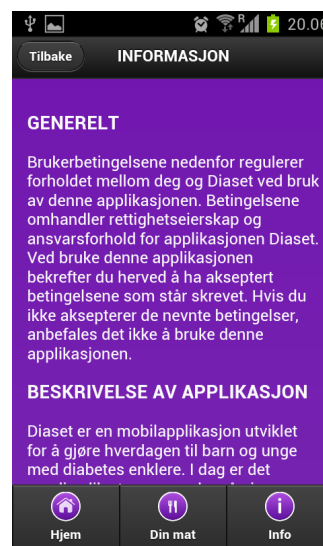 R 20.06
Tilbake INFORMASJON
GENERELT
Brukerbetingelsene nedenfor regulerer
forholdet mellom deg og Diaset ved bruk
av denne applikasjonen. Betingelsene
omhandler rettighetseierskap og
ansvarsforhold for applikasjonen Diaset.
Ved bruke denne applikasjonen
bekrefter du herved å ha akseptert
betingelsene som står skrevet. Hvis du
ikke aksepterer de nevnte betingelser,
anbefales det ikke å bruke denne
applikasjonen.
BESKRIVELSE AV APPLIKASJON
Diaset er en mobilapplikasjon utviklet
for å gjøre hverdagen til barn og unge
med diabetes enklere. I dag er det
Hjem Din mat Info